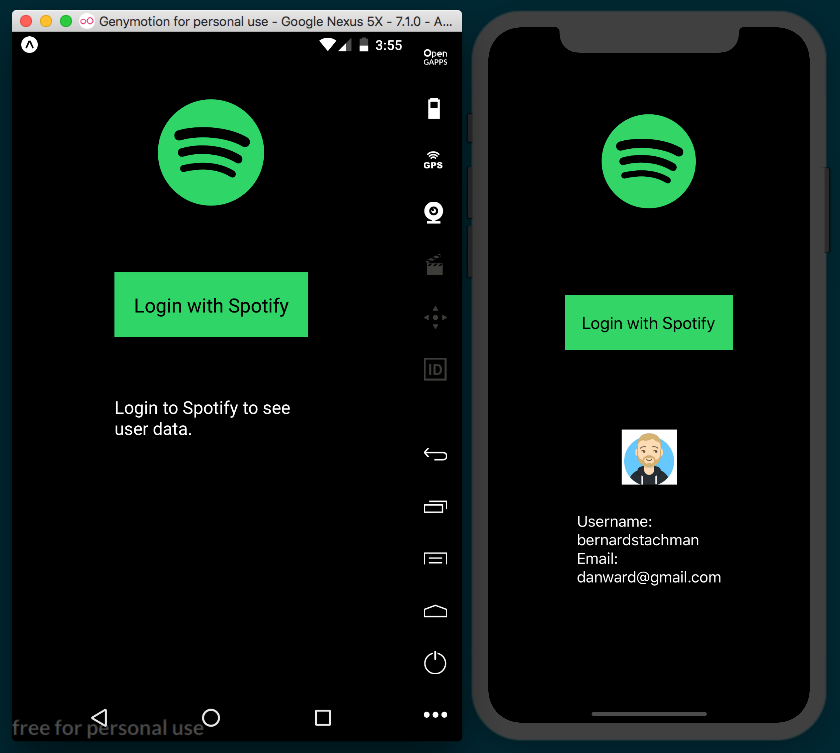 Genymotion for personal use - Google Nexus 5X - 7.1.0 - A...
3:55
Open
GAPPS
GPS
Login with Spotify
Login to Spotify to see
user data.
ID
free for personal use
Login with Spotify
Username:
bernardstachman
Email:
danward@gmail.com